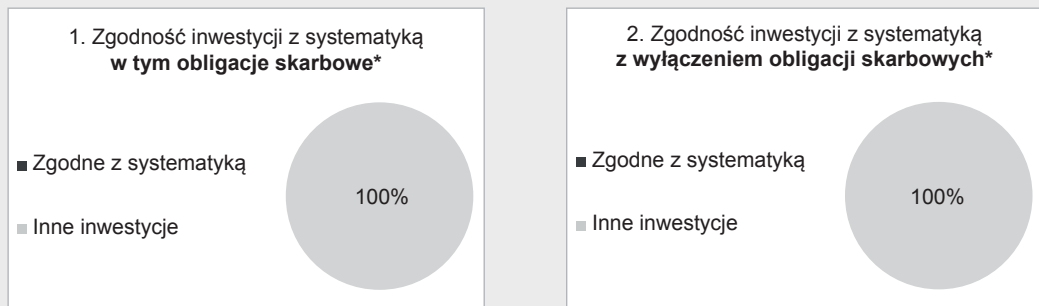 1. Zgodność inwestycji z systematyką
w tym obligacje skarbowe*
■ Zgodne z systematyką
■ Inne inwestycje
100%
2. Zgodność inwestycji z systematyką
z wyłączeniem obligacji skarbowych*
■ Zgodne z systematyką
■ Inne inwestycje
100%